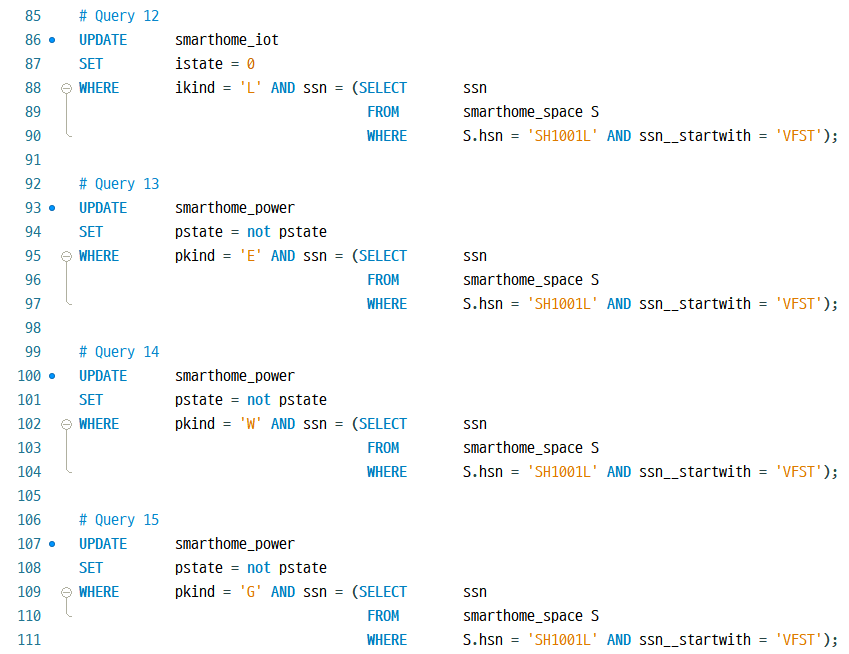 85 # Query 12
86 UPDATE smarthome_iot
87 SET istate = 0
88 WHERE ikind = 'L' AND ssn = (SELECT ssn
89 FROM smarthome_space S
90 WHERE S.hsn = 'SH1001L' AND ssn__startwith = 'VFST');
91
92 # Query 13
93 UPDATE smarthome_power
94 SET pstate = not pstate
95 WHERE pkind = 'E' AND ssn = (SELECT ssn
96 FROM smarthome_space S
97 WHERE S.hsn = 'SH1001L' AND ssn__startwith = 'VFST');
98
99 # Query 14
100 UPDATE smarthome_power
101 SET pstate = not pstate
102 WHERE pkind = 'W' AND ssn = (SELECT ssn
103 FROM smarthome_space S
104 WHERE S.hsn = 'SH1001L' AND ssn__startwith = 'VFST');
105
106 # Query 15
107 UPDATE smarthome_power
108 SET pstate = not pstate
109 WHERE pkind = 'G' AND ssn = (SELECT ssn
110 FROM smarthome_space S
111 WHERE S.hsn = 'SH1001L' AND ssn__startwith = 'VFST');